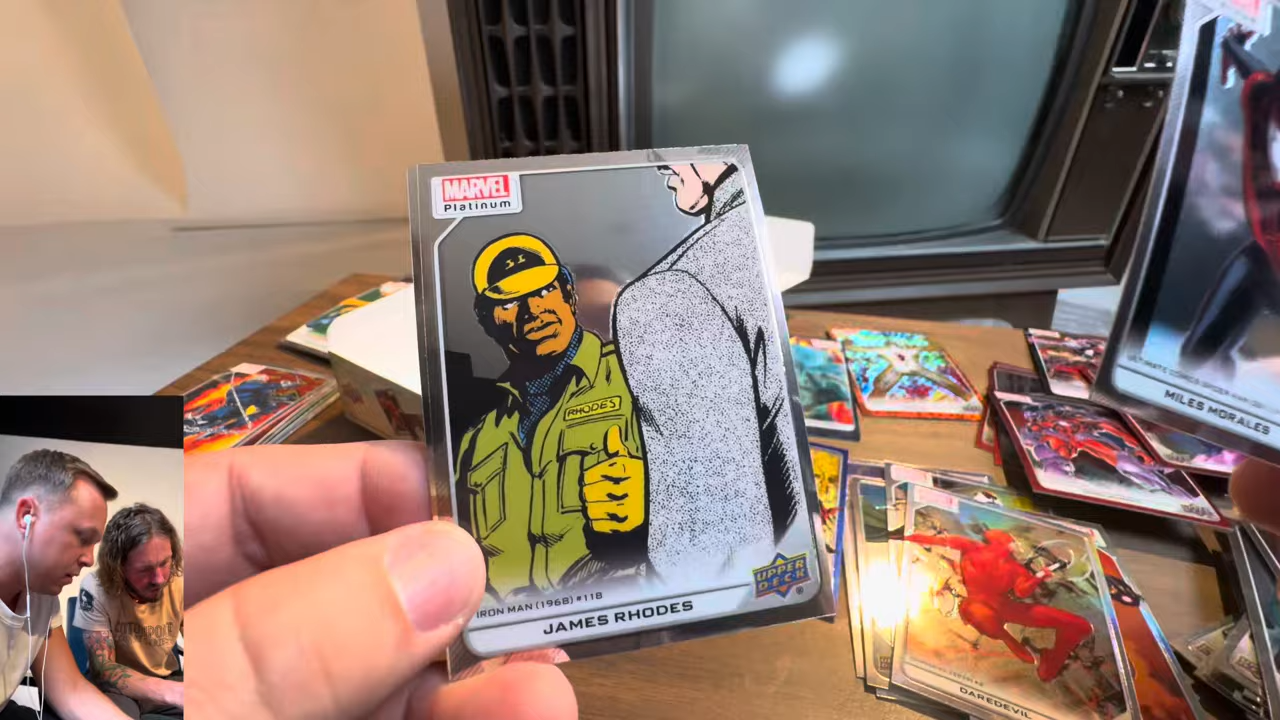 MARVEL
Platinum
RHODES
IRON MAN (1968) #118
JAMES RHODES
UPPER
DECK
MILES MORALES
DAREDEVIL